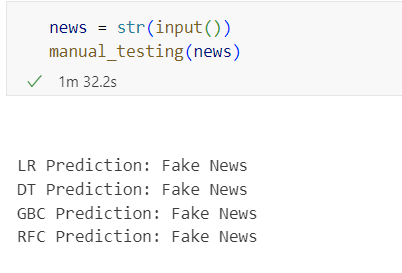 news = str(input())
manual_testing(news)
✓ 1m 32.2s
LR Prediction: Fake News
DT Prediction: Fake News
GBC Prediction: Fake News
RFC Prediction: Fake News